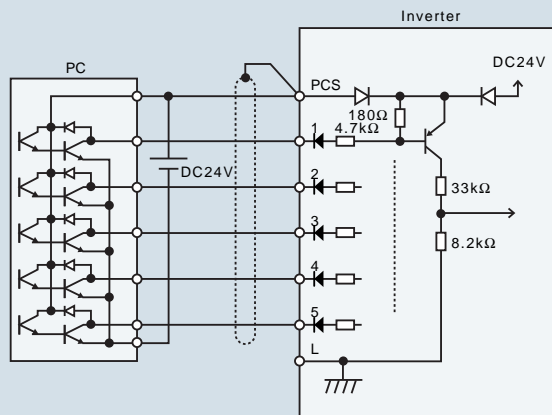 Inverter
PC
PCS
DC24V
180Ω
1
4.7kΩ
2
DC24V
33kΩ
3
8.2kΩ
4
5
L